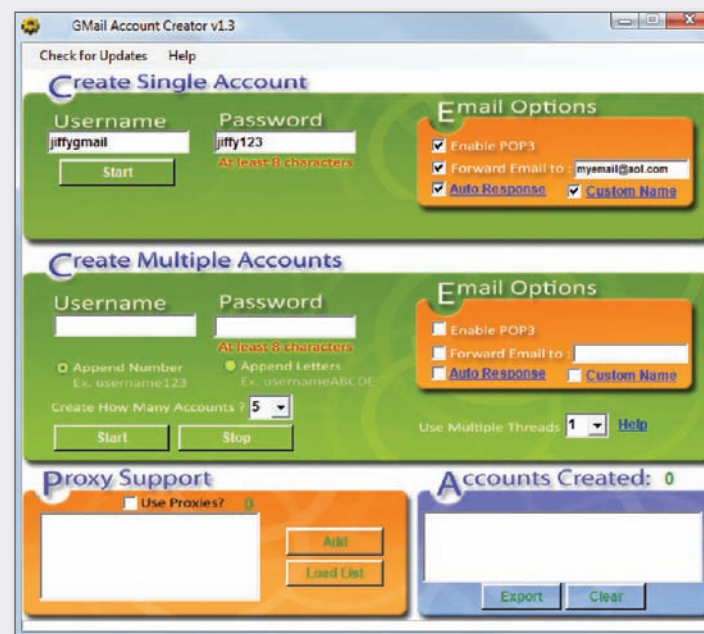 GMail Account Creator v1.3
Check for Updates Help
Create Single Account
Username Password
jiffygmail jiffy123
At least 8 characters
Start
Email Options
Enable POP3
Forward Email to : myemail@aol.com
Auto Response Custom Name
Create Multiple Accounts
Username Password
At least 8 characters
Append Number Append Letters
Ex. username123 Ex. usernameABCDE
Create How Many Accounts ? 5
Start Stop
Email Options
Enable POP3
Forward Email to :
Auto Response Custom Name
Use Multiple Threads 1 Help
Proxy Support
Use Proxies? 0
Add
Load List
Accounts Created: 0
Export Clear